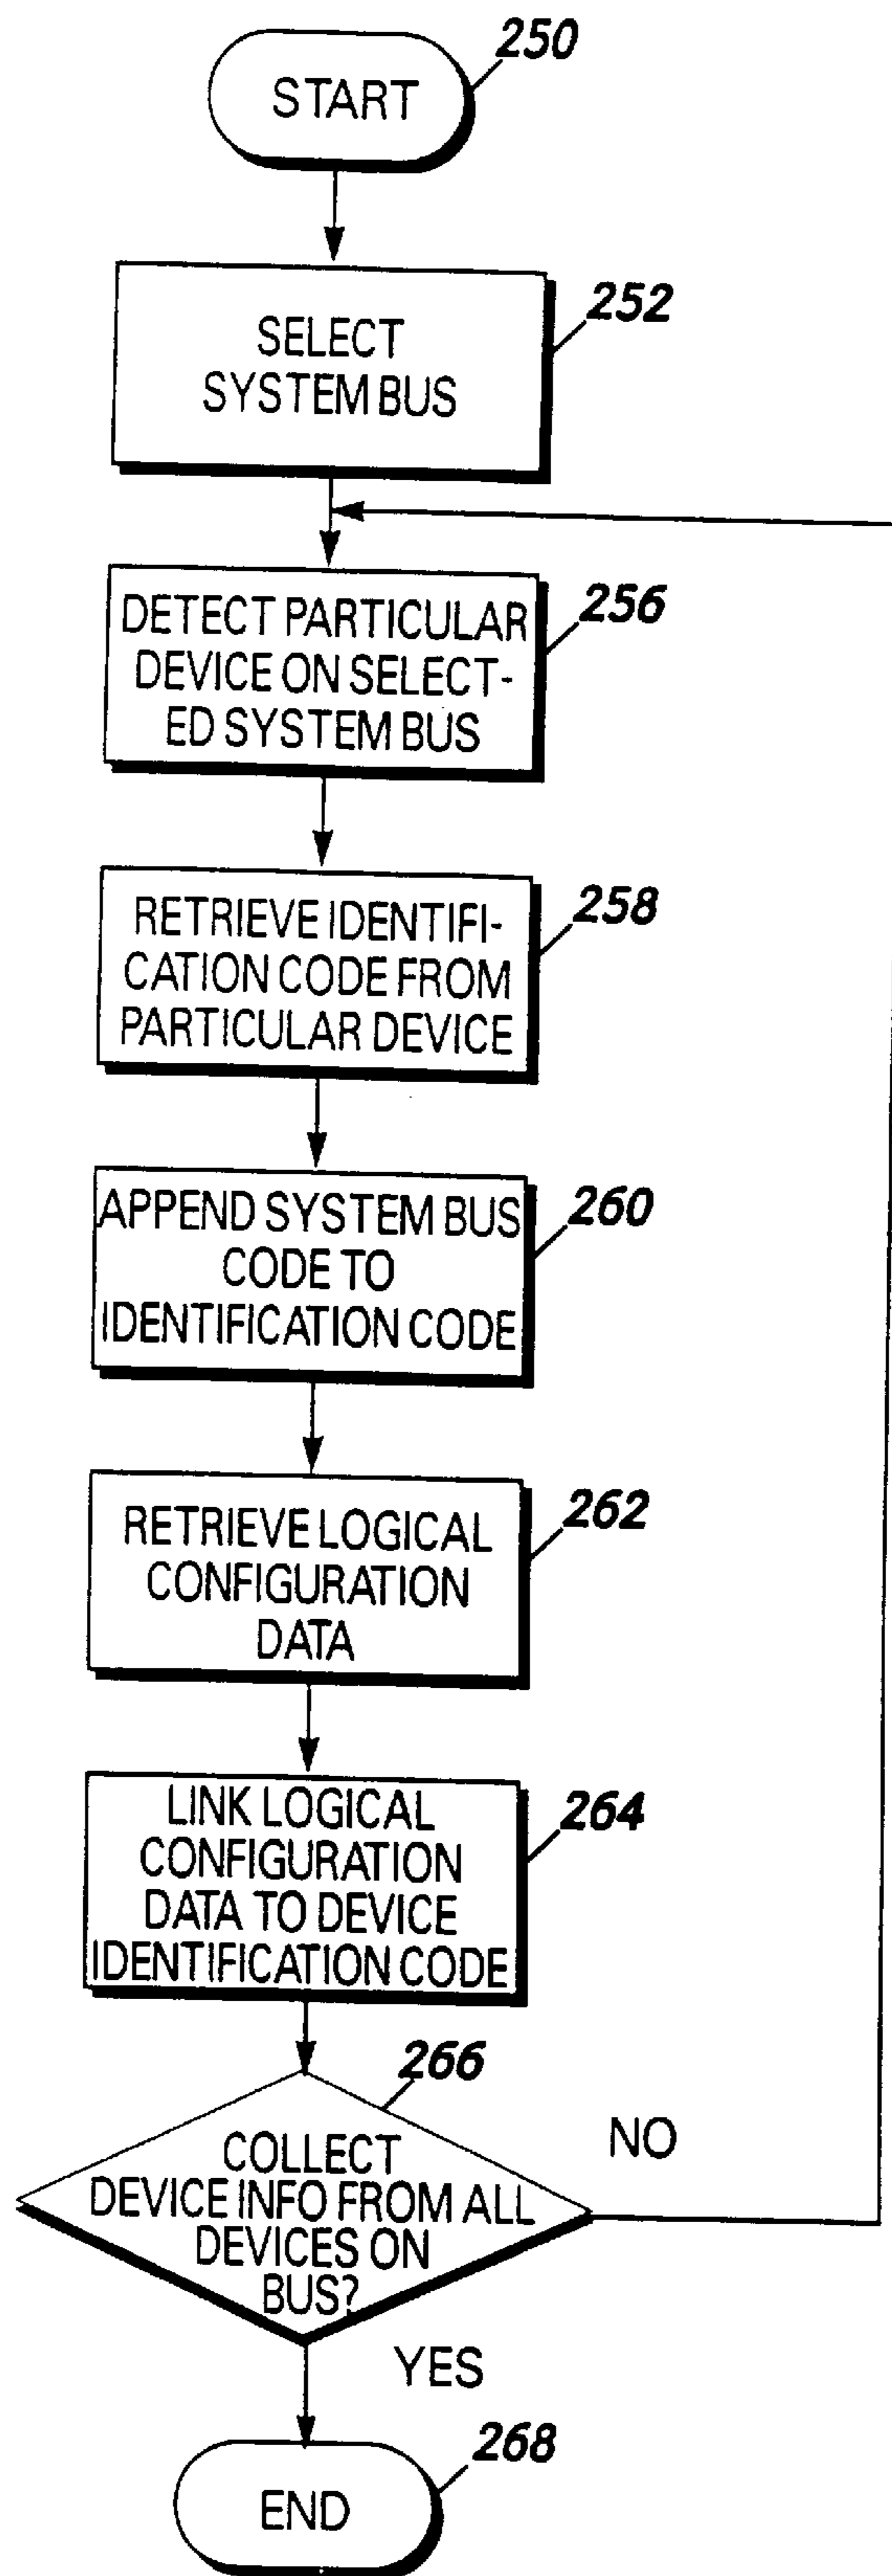 250
START
252
SELECT
SYSTEM BUS
256
DETECT PARTICULAR
DEVICE ON SELECT-
ED SYSTEM BUS
258
RETRIEVE IDENTIFI-
CATION CODE FROM
PARTICULAR DEVICE
260
APPEND SYSTEM BUS
CODE TO
IDENTIFICATION CODE
262
RETRIEVE LOGICAL
CONFIGURATION
DATA
264
LINK LOGICAL
CONFIGURATION
DATA TO DEVICE
IDENTIFICATION CODE
266
COLLECT
DEVICE INFO FROM ALL
DEVICES ON
BUS?
NO
YES
268
END